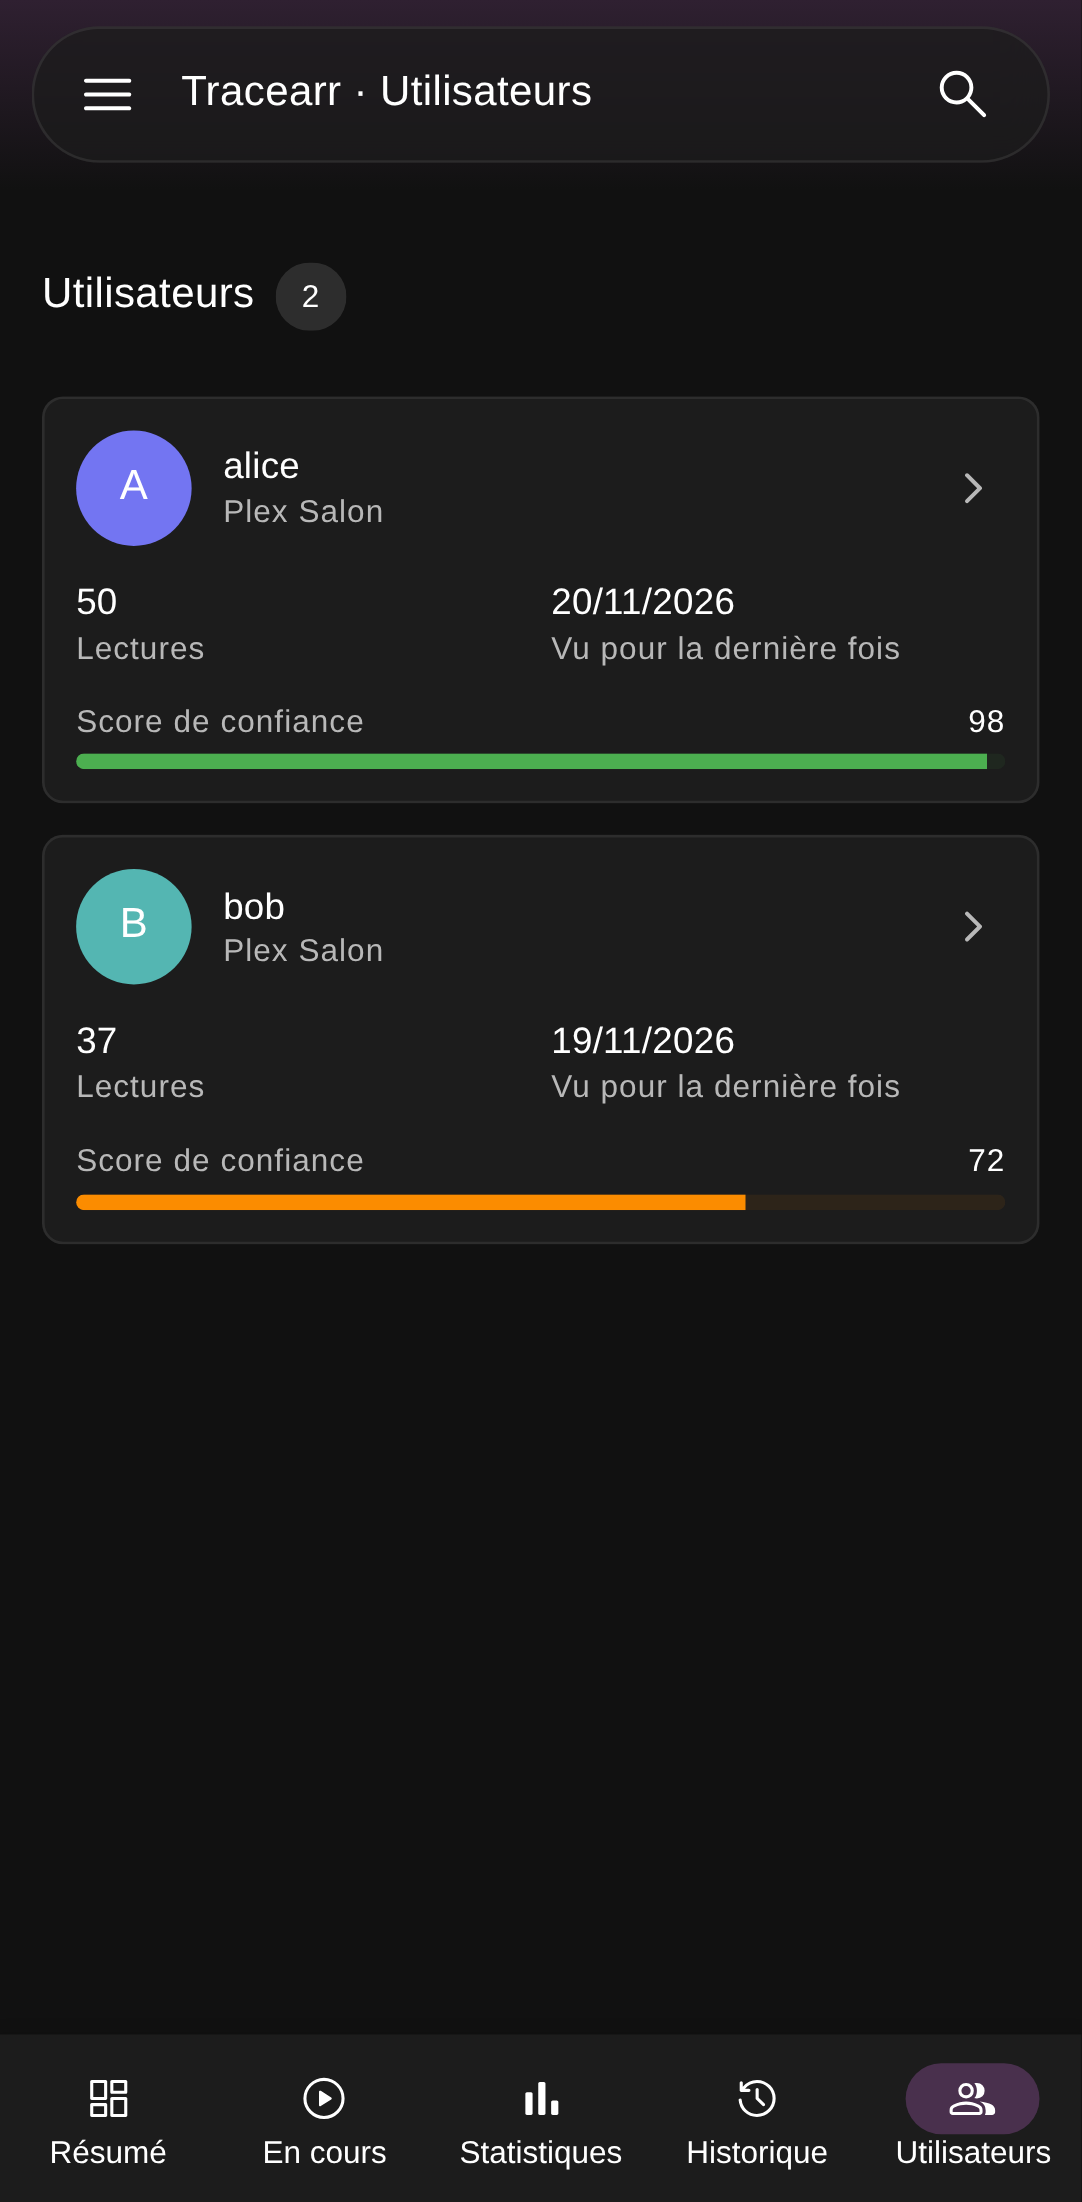 Tracearr · Utilisateurs
Utilisateurs 2
A
alice
Plex Salon
50
Lectures
20/11/2026
Vu pour la dernière fois
Score de confiance 98
B
bob
Plex Salon
37
Lectures
19/11/2026
Vu pour la dernière fois
Score de confiance 72
Résumé
En cours
Statistiques
Historique
Utilisateurs